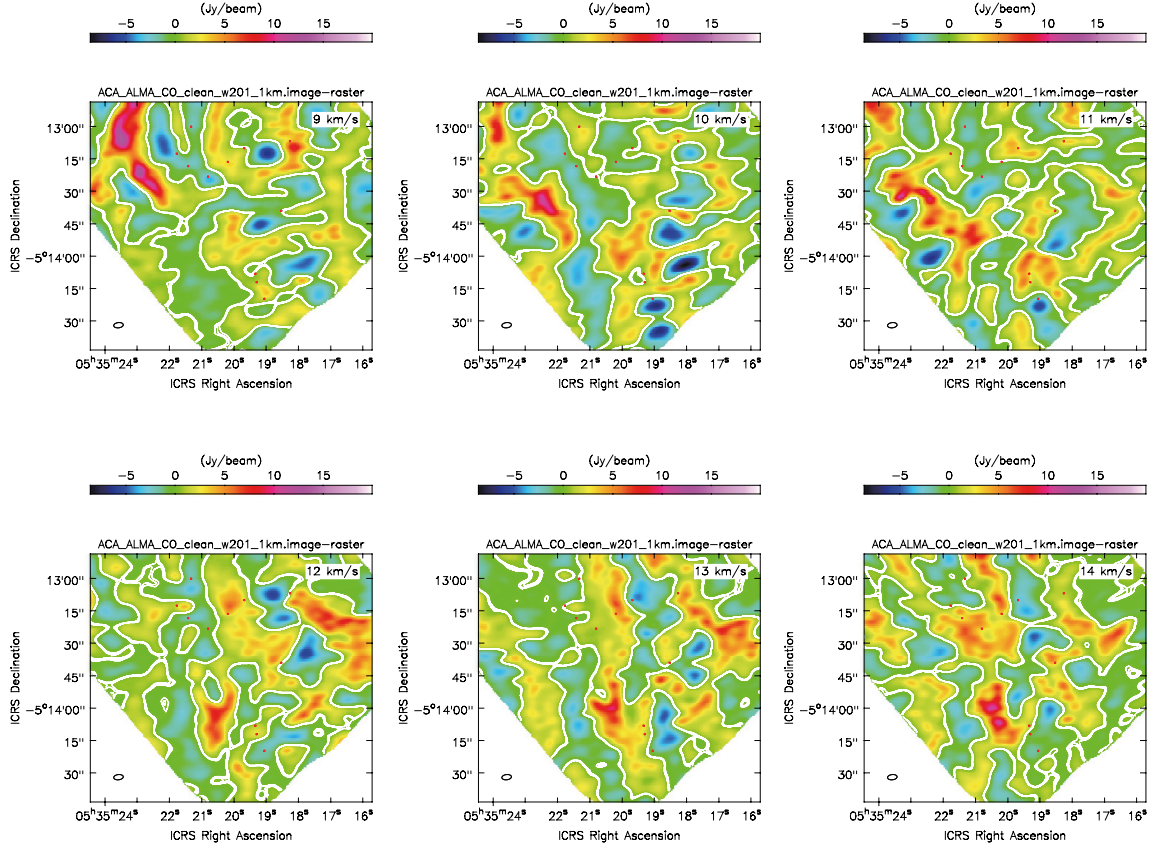 (Jy/beam) (Jy/beam) (Jy/beam)
−5 0 5 10 15 −5 0 5 10 15 −5 0 5 10 15
ACA_ALMA_CO_clean_w201_1km.image−raster ACA_ALMA_CO_clean_w201_1km.image−raster ACA_ALMA_CO_clean_w201_1km.image−raster
9 km/s 10 km/s 11 km/s
13'00" 13'00" 13'00"
15" 15" 15"
30" 30" 30"
45" 45" 45"
−5°14'00" −5°14'00" −5°14'00"
15" 15" 15"
30" 30" 30"
ICRS Declination ICRS Declination ICRS Declination
05ʰ35ᵐ24ˢ 22ˢ 21ˢ 20ˢ 19ˢ 18ˢ 17ˢ 16ˢ 05ʰ35ᵐ24ˢ 22ˢ 21ˢ 20ˢ 19ˢ 18ˢ 17ˢ 16ˢ 05ʰ35ᵐ24ˢ 22ˢ 21ˢ 20ˢ 19ˢ 18ˢ 17ˢ 16ˢ
ICRS Right Ascension ICRS Right Ascension ICRS Right Ascension
(Jy/beam) (Jy/beam) (Jy/beam)
−5 0 5 10 15 −5 0 5 10 15 −5 0 5 10 15
ACA_ALMA_CO_clean_w201_1km.image−raster ACA_ALMA_CO_clean_w201_1km.image−raster ACA_ALMA_CO_clean_w201_1km.image−raster
12 km/s 13 km/s 14 km/s
13'00" 13'00" 13'00"
15" 15" 15"
30" 30" 30"
45" 45" 45"
−5°14'00" −5°14'00" −5°14'00"
15" 15" 15"
30" 30" 30"
ICRS Declination ICRS Declination ICRS Declination
05ʰ35ᵐ24ˢ 22ˢ 21ˢ 20ˢ 19ˢ 18ˢ 17ˢ 16ˢ 05ʰ35ᵐ24ˢ 22ˢ 21ˢ 20ˢ 19ˢ 18ˢ 17ˢ 16ˢ 05ʰ35ᵐ24ˢ 22ˢ 21ˢ 20ˢ 19ˢ 18ˢ 17ˢ 16ˢ
ICRS Right Ascension ICRS Right Ascension ICRS Right Ascension